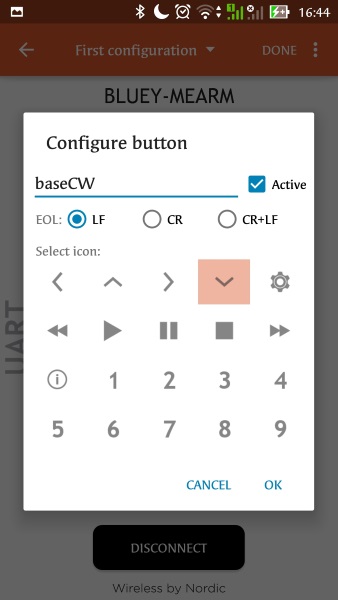 16:44
First configuration DONE
BLUEY-MEARM
Configure button
baseCW Active
EOL: LF CR CR+LF
Select icon:
1 2 3 4
5 6 7 8 9
CANCEL OK
UART
DISCONNECT
Wireless by Nordic